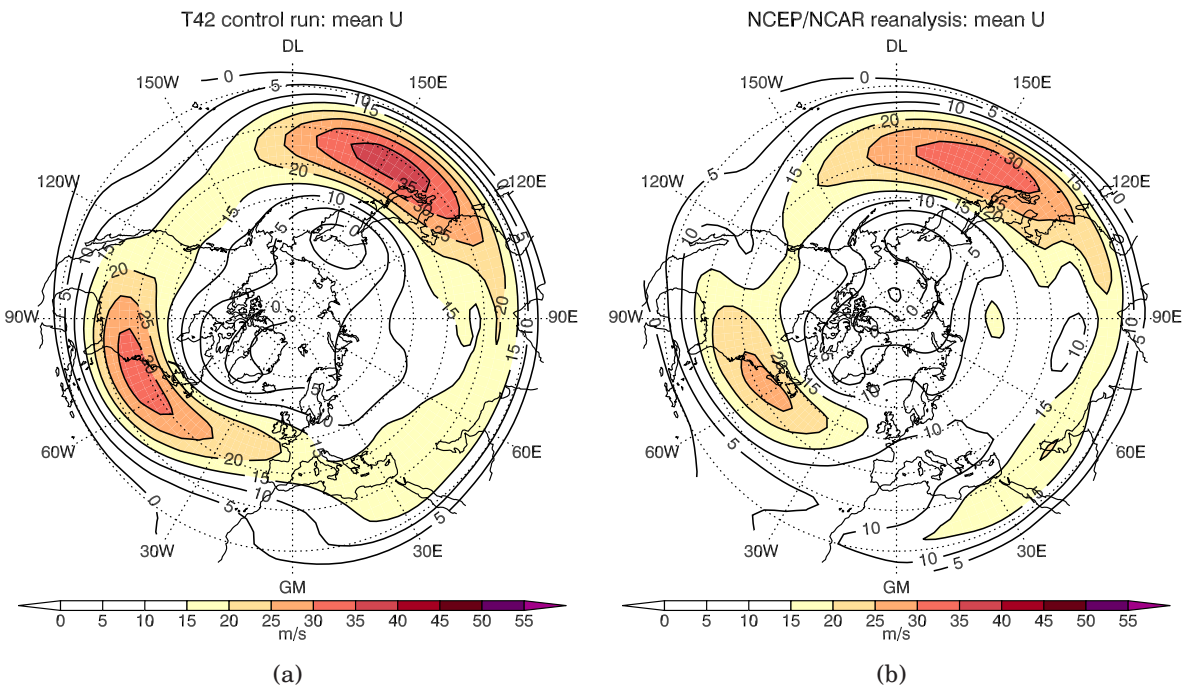 T42 control run: mean U
NCEP/NCAR reanalysis: mean U
DL
DL
150W
150E
150W
150E
120W
120E
120W
120E
90W
90E
90W
90E
60W
60E
60W
60E
30W
30E
30W
30E
GM
GM
0 5 10 15 20 25 30 35 40 45 50 55
0 5 10 15 20 25 30 35 40 45 50 55
m/s
m/s
(a)
(b)